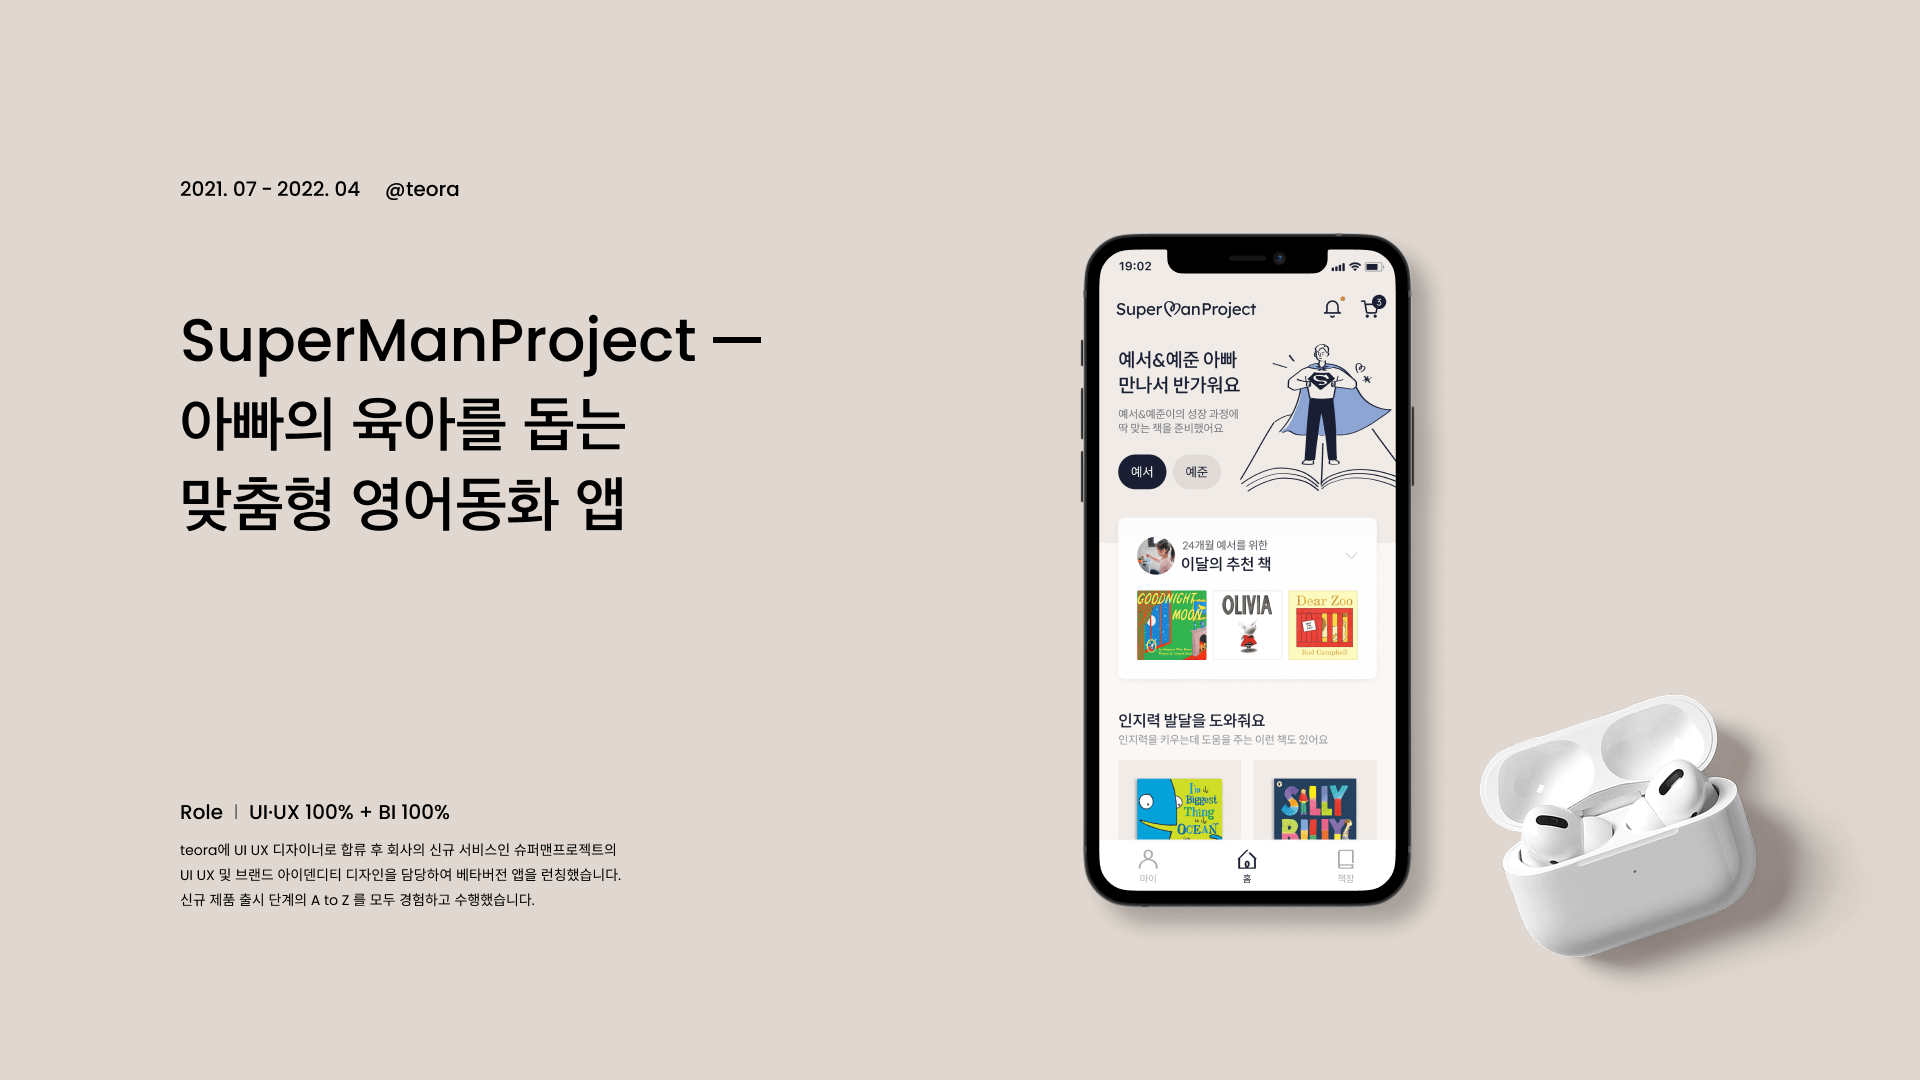 2021. 07 - 2022. 04 @teora
SuperManProject —
아빠의 육아를 돕는
맞춤형 영어동화 앱
Role | UI·UX 100% + BI 100%
teora에 UI UX 디자이너로 합류 후 회사의 신규 서비스인 슈퍼맨프로젝트의
UI UX 및 브랜드 아이덴디티 디자인을 담당하여 베타버전 앱을 런칭했습니다.
신규 제품 출시 단계의 A to Z 를 모두 경험하고 수행했습니다.
19:02
SuperManProject
3
예서&예준 아빠
만나서 반가워요
예서&예준이의 성장 과정에
딱 맞는 책을 준비했어요
예서 예준
24개월 예서를 위한
이달의 추천 책
GOODNIGHT
MOON
OLIVIA
Dear Zoo
Rod Campbell
인지력 발달을 도와줘요
인지력을 키우는데 도움을 주는 이런 책도 있어요
I'm the
Biggest
Thing
in the
OCEAN
SILLY
BILLY
마이 홈 책장